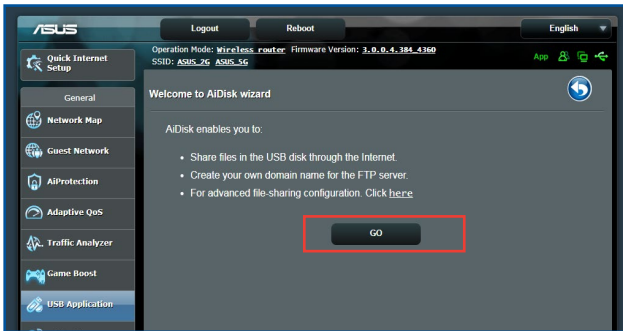 ASUS
Logout
Reboot
English
Quick Internet
Setup
Operation Mode: Wireless router Firmware Version: 3.0.0.4.384_4360
SSID: ASUS_2G ASUS_5G
App
General
Network Map
Guest Network
AiProtection
Adaptive QoS
Traffic Analyzer
Game Boost
USB Application
Welcome to AiDisk wizard
AiDisk enables you to:
• Share files in the USB disk through the Internet.
• Create your own domain name for the FTP server.
• For advanced file-sharing configuration. Click here
GO